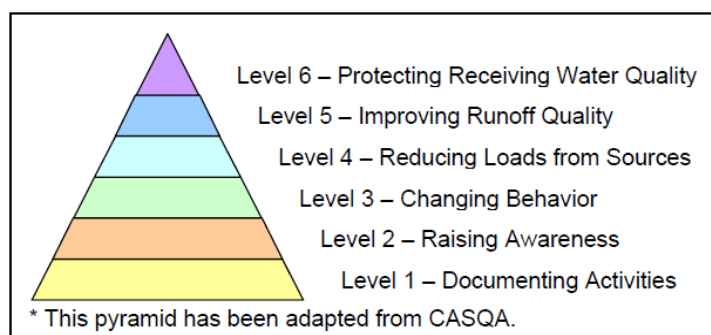 Level 6 – Protecting Receiving Water Quality
Level 5 – Improving Runoff Quality
Level 4 – Reducing Loads from Sources
Level 3 – Changing Behavior
Level 2 – Raising Awareness
Level 1 – Documenting Activities
* This pyramid has been adapted from CASQA.